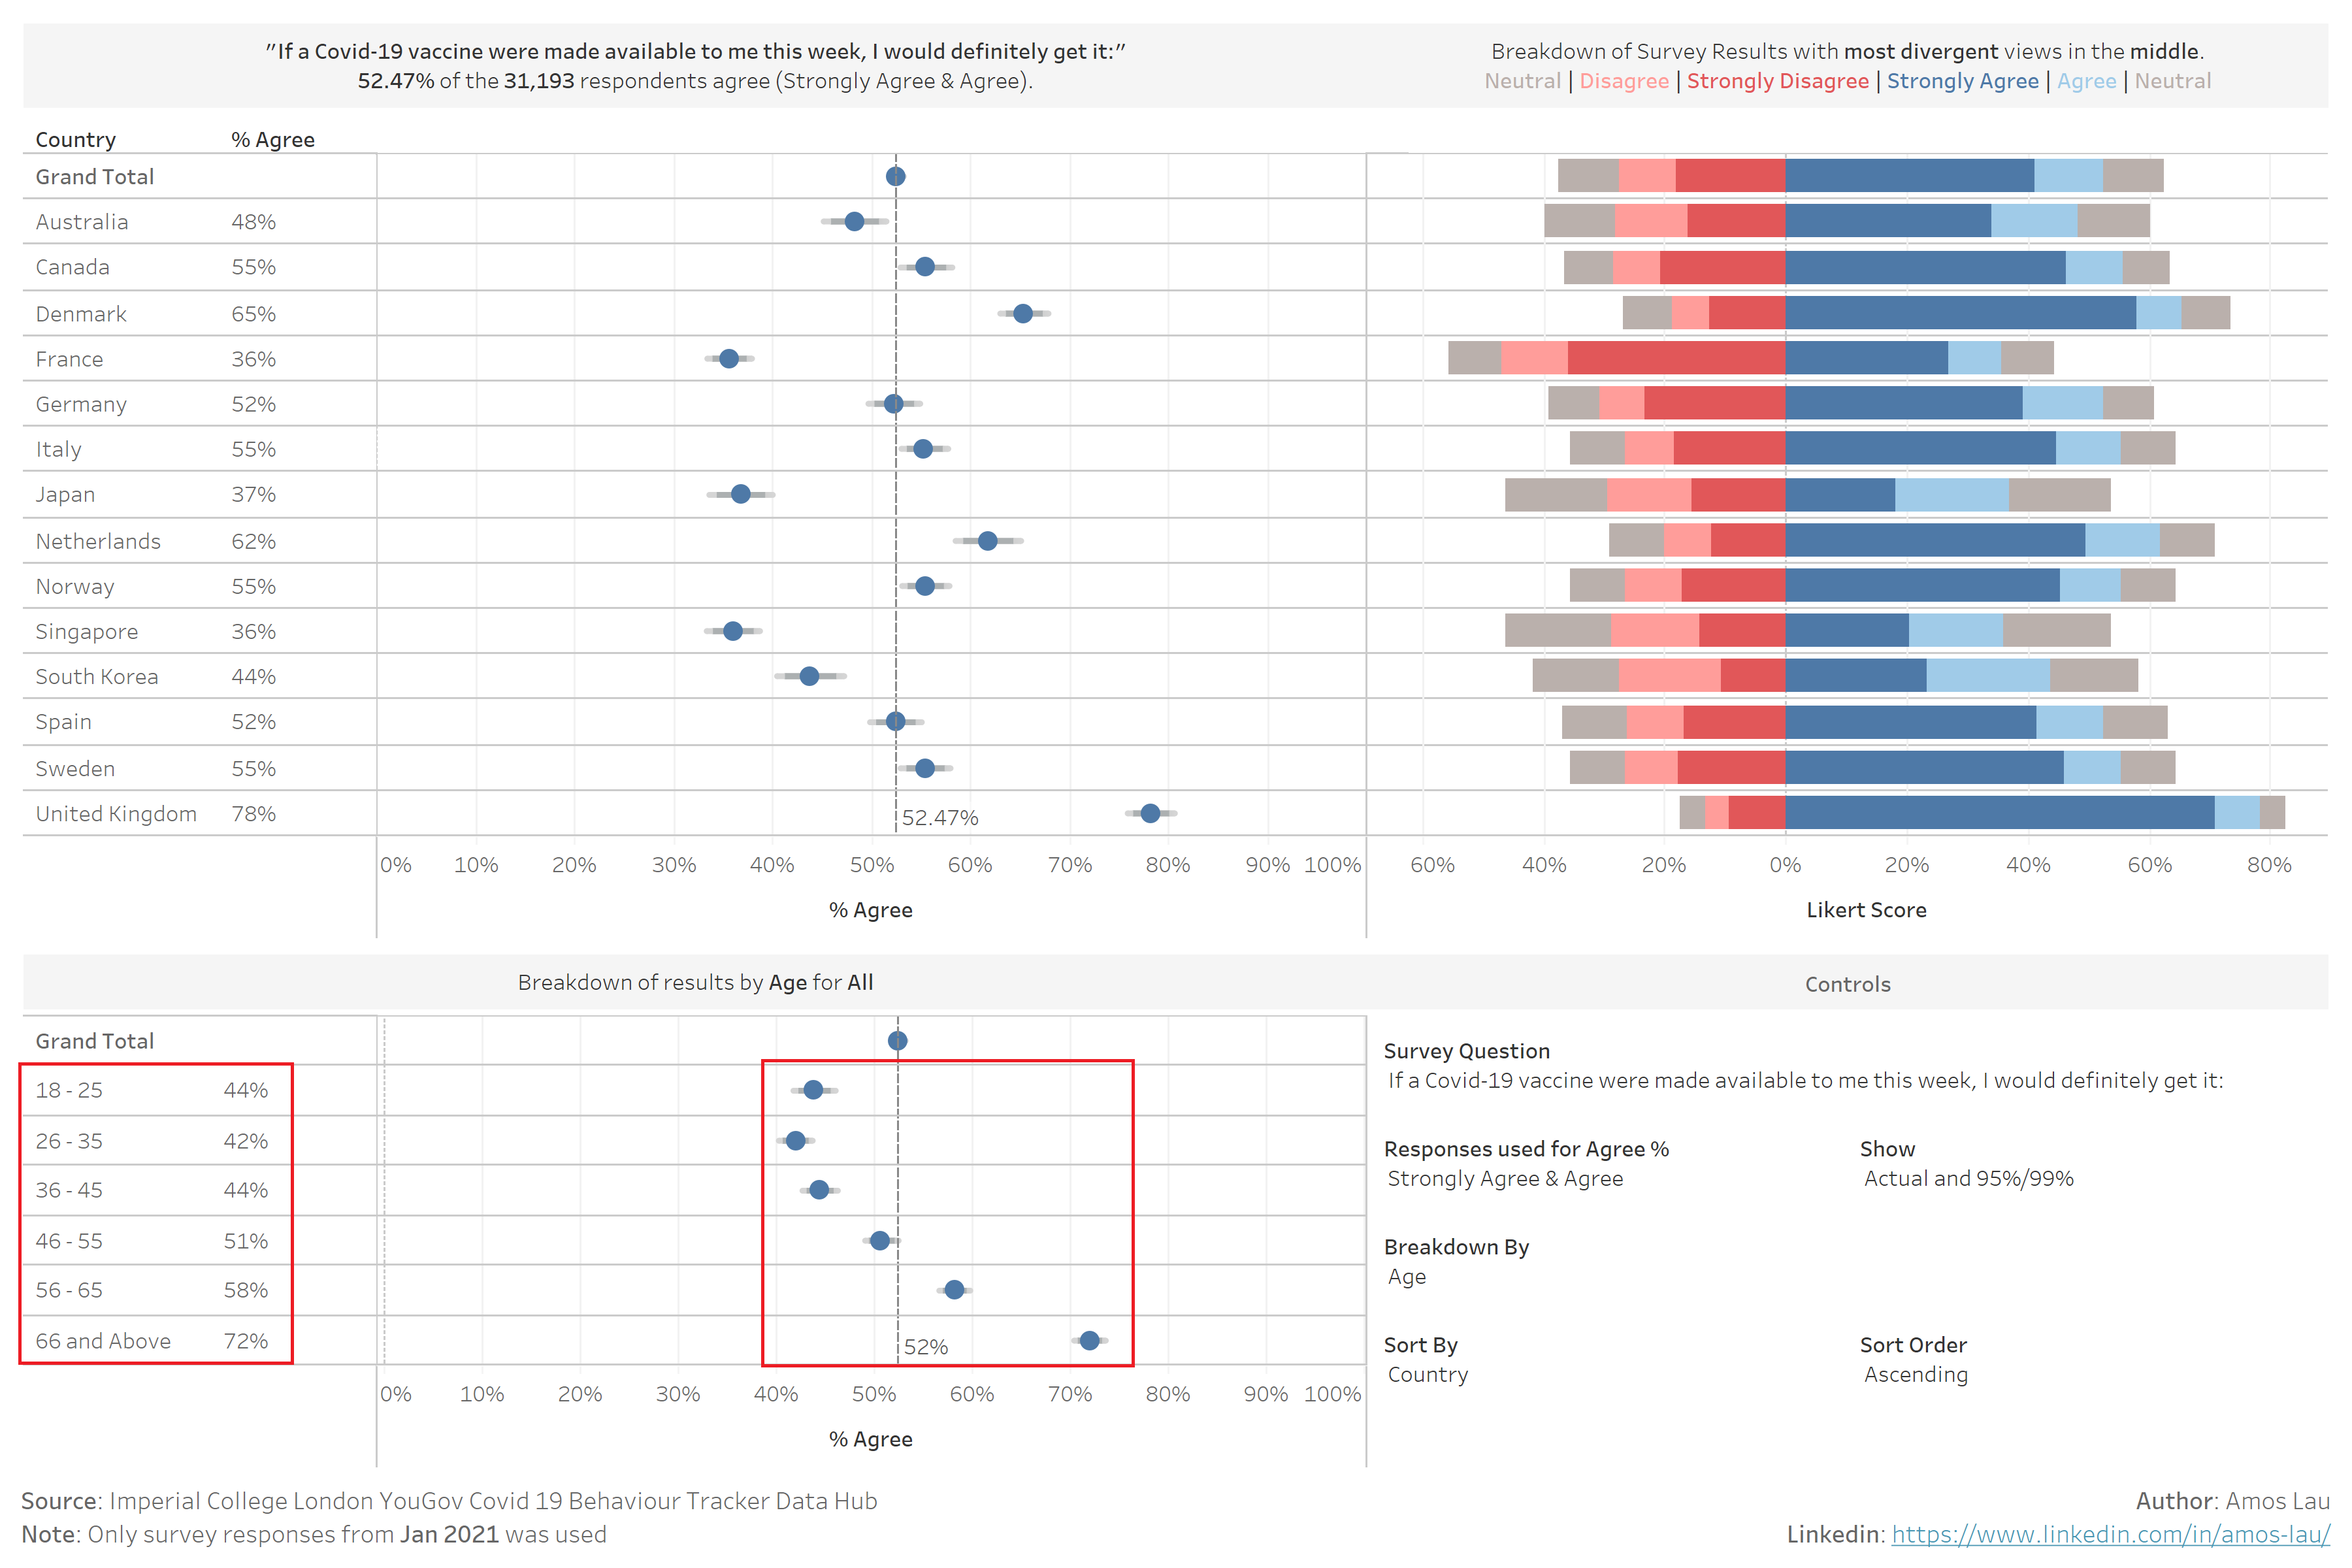 "If a Covid-19 vaccine were made available to me this week, I would definitely get it:"
52.47% of the 31,193 respondents agree (Strongly Agree & Agree).
Breakdown of Survey Results with most divergent views in the middle.
Neutral | Disagree | Strongly Disagree | Strongly Agree | Agree | Neutral
Country % Agree
Grand Total
Australia 48%
Canada 55%
Denmark 65%
France 36%
Germany 52%
Italy 55%
Japan 37%
Netherlands 62%
Norway 55%
Singapore 36%
South Korea 44%
Spain 52%
Sweden 55%
United Kingdom 78%
52.47%
0% 10% 20% 30% 40% 50% 60% 70% 80% 90% 100%
% Agree
60% 40% 20% 0% 20% 40% 60% 80%
Likert Score
Breakdown of results by Age for All
Grand Total
18 - 25 44%
26 - 35 42%
36 - 45 44%
46 - 55 51%
56 - 65 58%
66 and Above 72%
52%
0% 10% 20% 30% 40% 50% 60% 70% 80% 90% 100%
% Agree
Controls
Survey Question
If a Covid-19 vaccine were made available to me this week, I would definitely get it:
Responses used for Agree %
Strongly Agree & Agree
Show
Actual and 95%/99%
Breakdown By
Age
Sort By
Country
Sort Order
Ascending
Source: Imperial College London YouGov Covid 19 Behaviour Tracker Data Hub
Note: Only survey responses from Jan 2021 was used
Author: Amos Lau
Linkedin: https://www.linkedin.com/in/amos-lau/